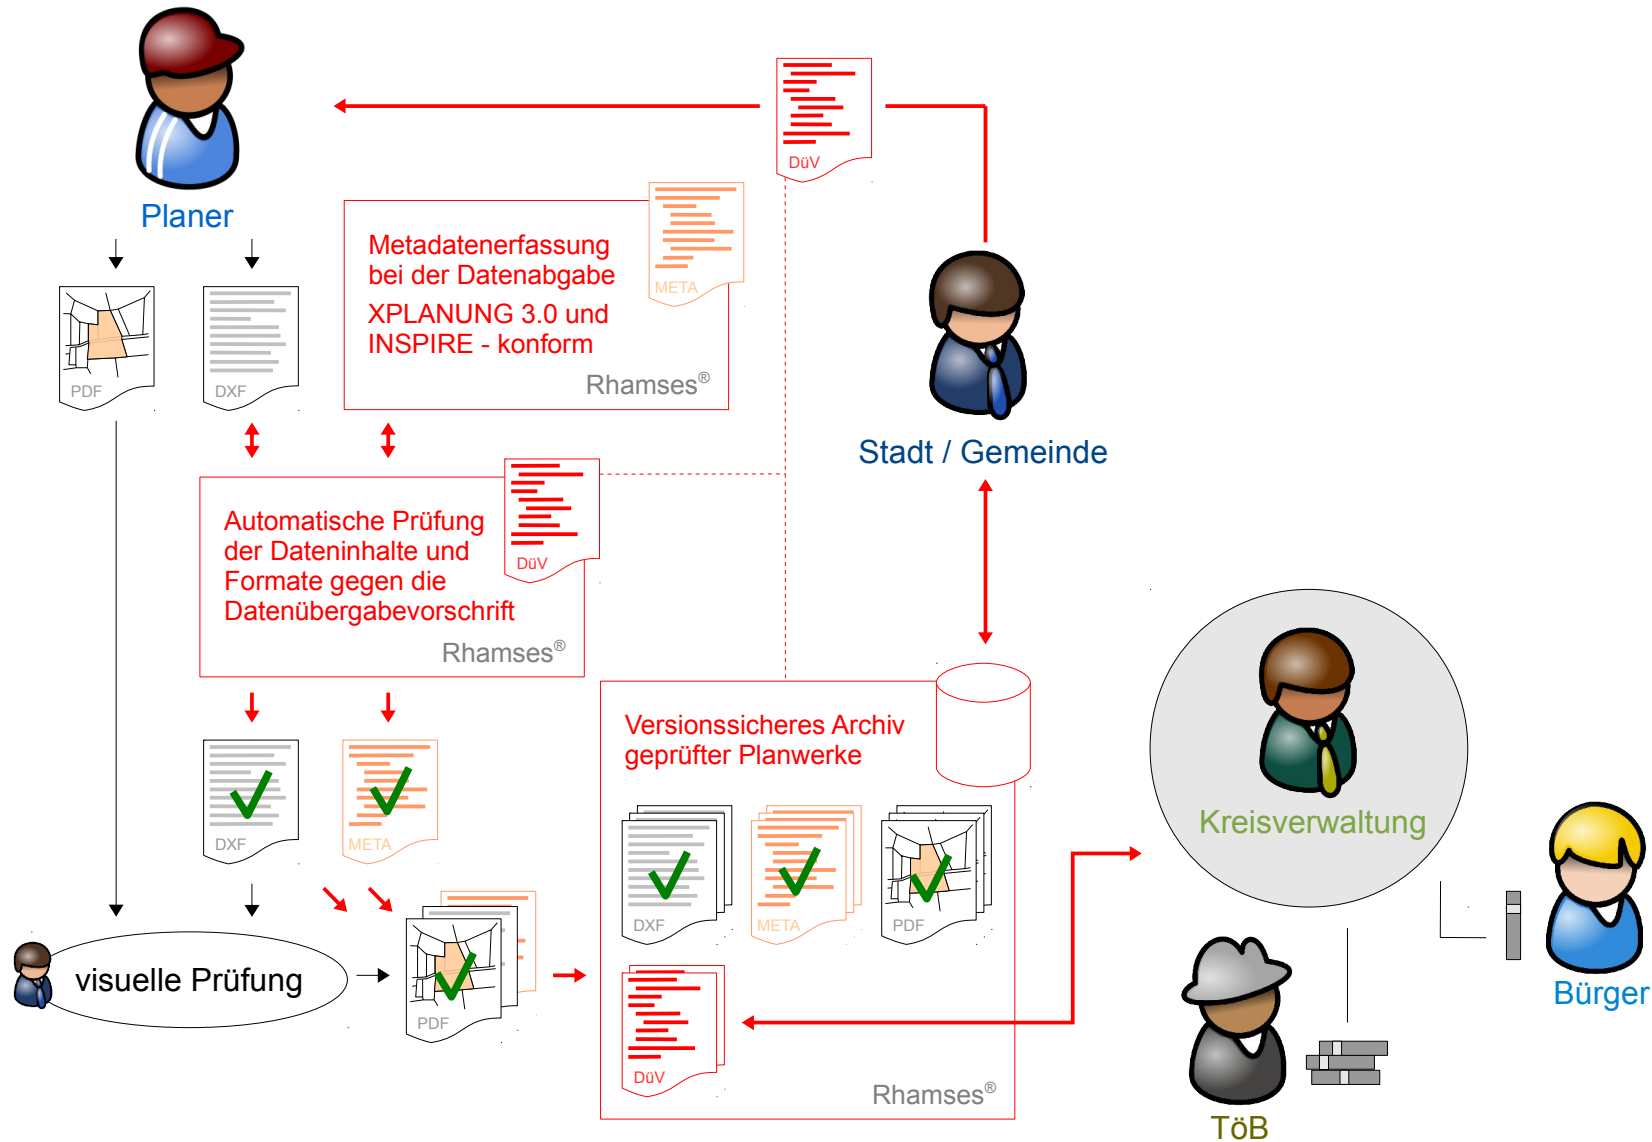 DüV
Planer
META
Metadatenerfassung
bei der Datenabgabe
XPLANUNG 3.0 und
INSPIRE - konform
Rhamses®
PDF
DXF
Stadt / Gemeinde
Automatische Prüfung
der Dateninhalte und
Formate gegen die
Datenübergabevorschrift
DüV
Rhamses®
Versionssicheres Archiv
geprüfter Planwerke
DXF
META
Kreisverwaltung
DXF
META
PDF
visuelle Prüfung
PDF
Bürger
DüV
Rhamses®
TöB